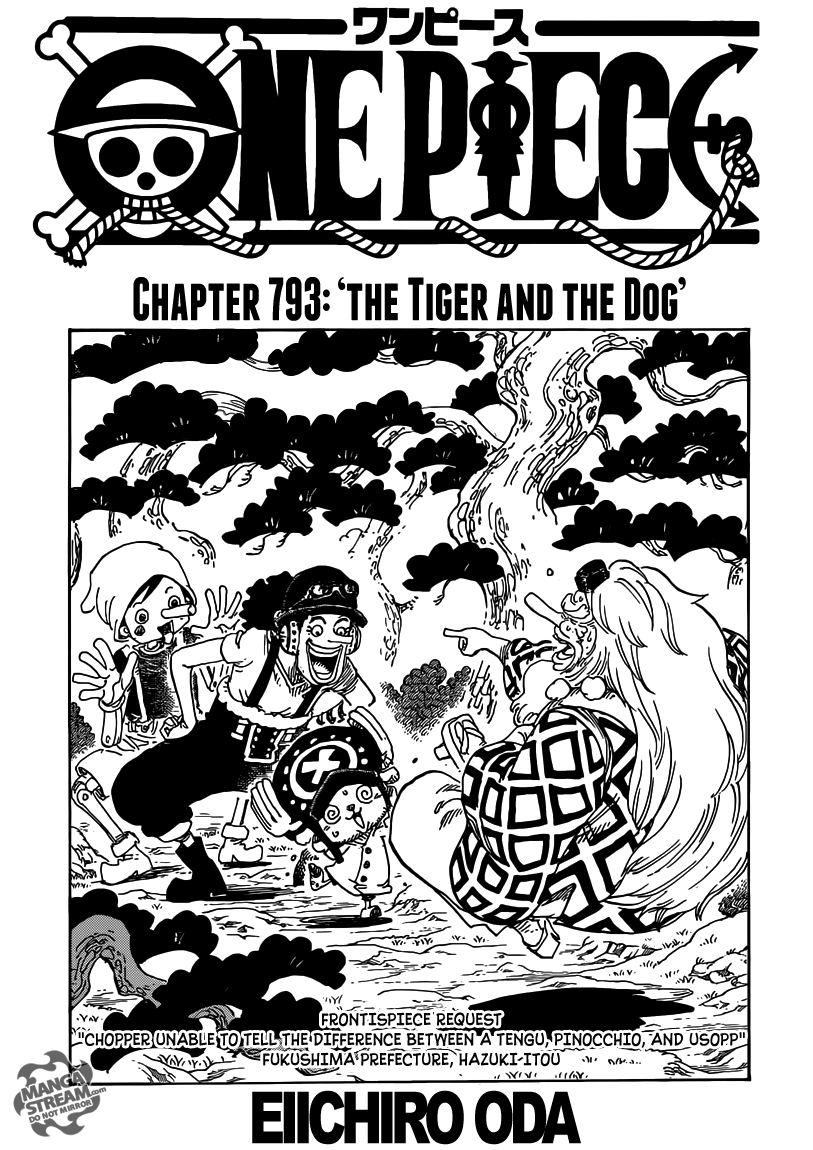 ワンピース
ONE PIECE
CHAPTER 793: ‘THE TIGER AND THE DOG’
FRONTISPIECE REQUEST
"CHOPPER UNABLE TO TELL THE DIFFERENCE BETWEEN A TENGU, PINOCCHIO, AND USOPP"
FUKUSHIMA PREFECTURE, HAZUKI-ITOU
MANGA
STREAM.com
DO NOT MIRROR
EIICHIRO ODA